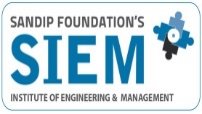 SANDIP FOUNDATION'S
SIEM
INSTITUTE OF ENGINEERING & MANAGEMENT